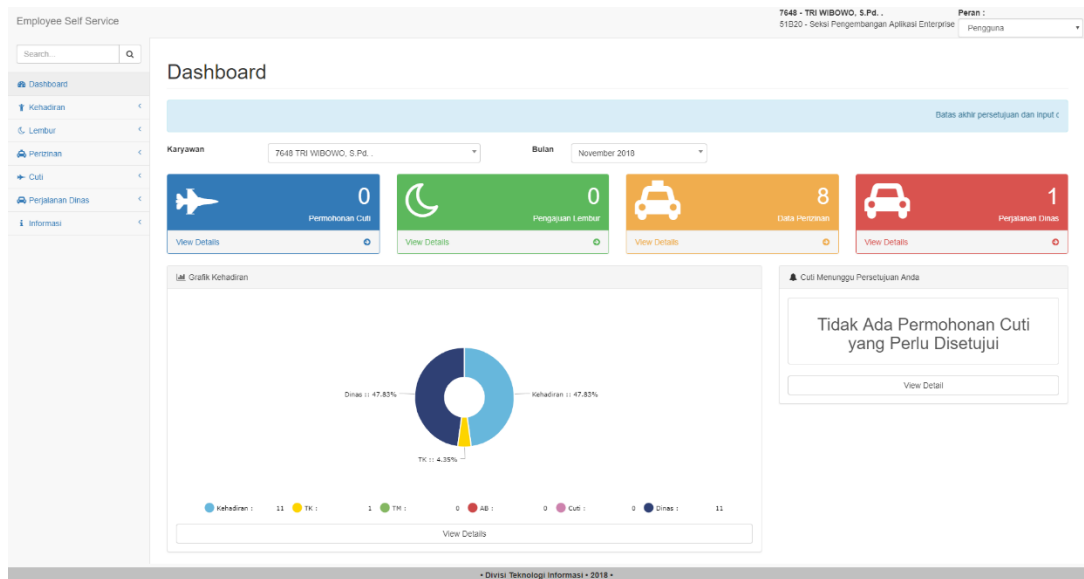 Employee Self Service
7648 - TRI WIBOWO, S.Pd. .
51B20 - Seksi Pengembangan Aplikasi Enterprise
Peran :
Pengguna
Search...
Dashboard
Kehadiran
Lembur
Perizinan
Cuti
Perjalanan Dinas
Informasi
Dashboard
Batas akhir persetujuan dan input c
Karyawan
7648 TRI WIBOWO, S.Pd. .
Bulan
November 2018
0
Permohonan Cuti
View Details
0
Pengajuan Lembur
View Details
8
Data Perizinan
View Details
1
Perjalanan Dinas
View Details
Grafik Kehadiran
Dinas :: 47.83%
Kehadiran :: 47.83%
TK :: 4.35%
Kehadiran : 11 TK : 1 TM : 0 AB : 0 Cuti : 0 Dinas : 11
View Details
Cuti Menunggu Persetujuan Anda
Tidak Ada Permohonan Cuti
yang Perlu Disetujui
View Detail
• Divisi Teknologi Informasi • 2018 •